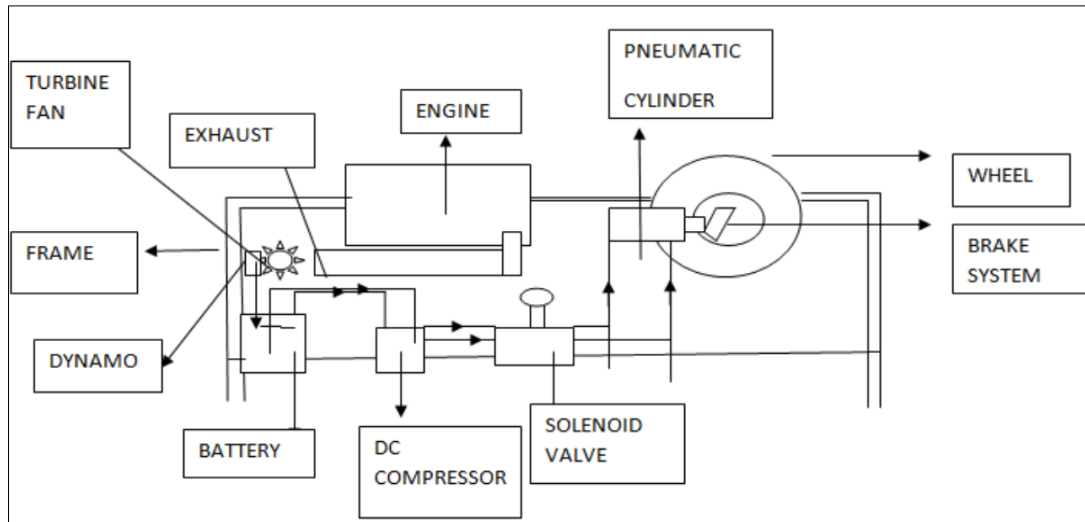 TURBINE
FAN
EXHAUST
ENGINE
PNEUMATIC
CYLINDER
WHEEL
FRAME
BRAKE
SYSTEM
DYNAMO
BATTERY
DC
COMPRESSOR
SOLENOID
VALVE